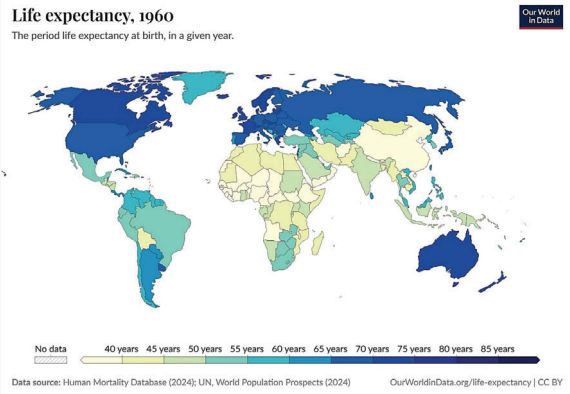 Life expectancy, 1960
The period life expectancy at birth, in a given year.
Our World
in Data
No data
40 years 45 years 50 years 55 years 60 years 65 years 70 years 75 years 80 years 85 years
Data source: Human Mortality Database (2024); UN, World Population Prospects (2024)
OurWorldinData.org/life-expectancy | CC BY